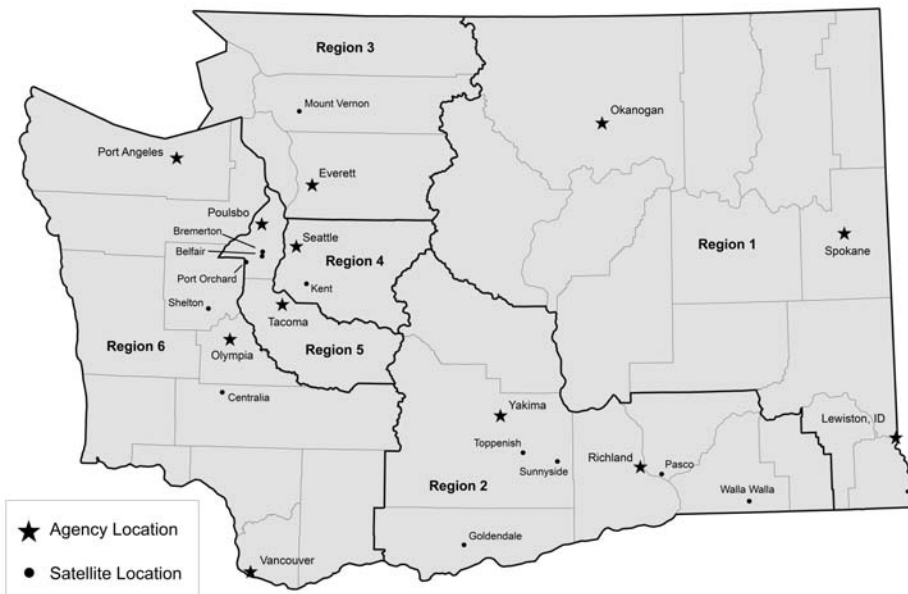 Region 3
Mount Vernon
Okanogan
Port Angeles
Everett
Poulsbo
Bremerton
Seattle
Spokane
Belfair
Region 4
Region 1
Port Orchard
Kent
Shelton
Tacoma
Region 6
Olympia
Region 5
Centralia
Yakima
Lewiston, ID
Toppenish
Sunnyside
Richland
Pasco
Region 2
Walla Walla
Agency Location
Goldendale
Vancouver
Satellite Location